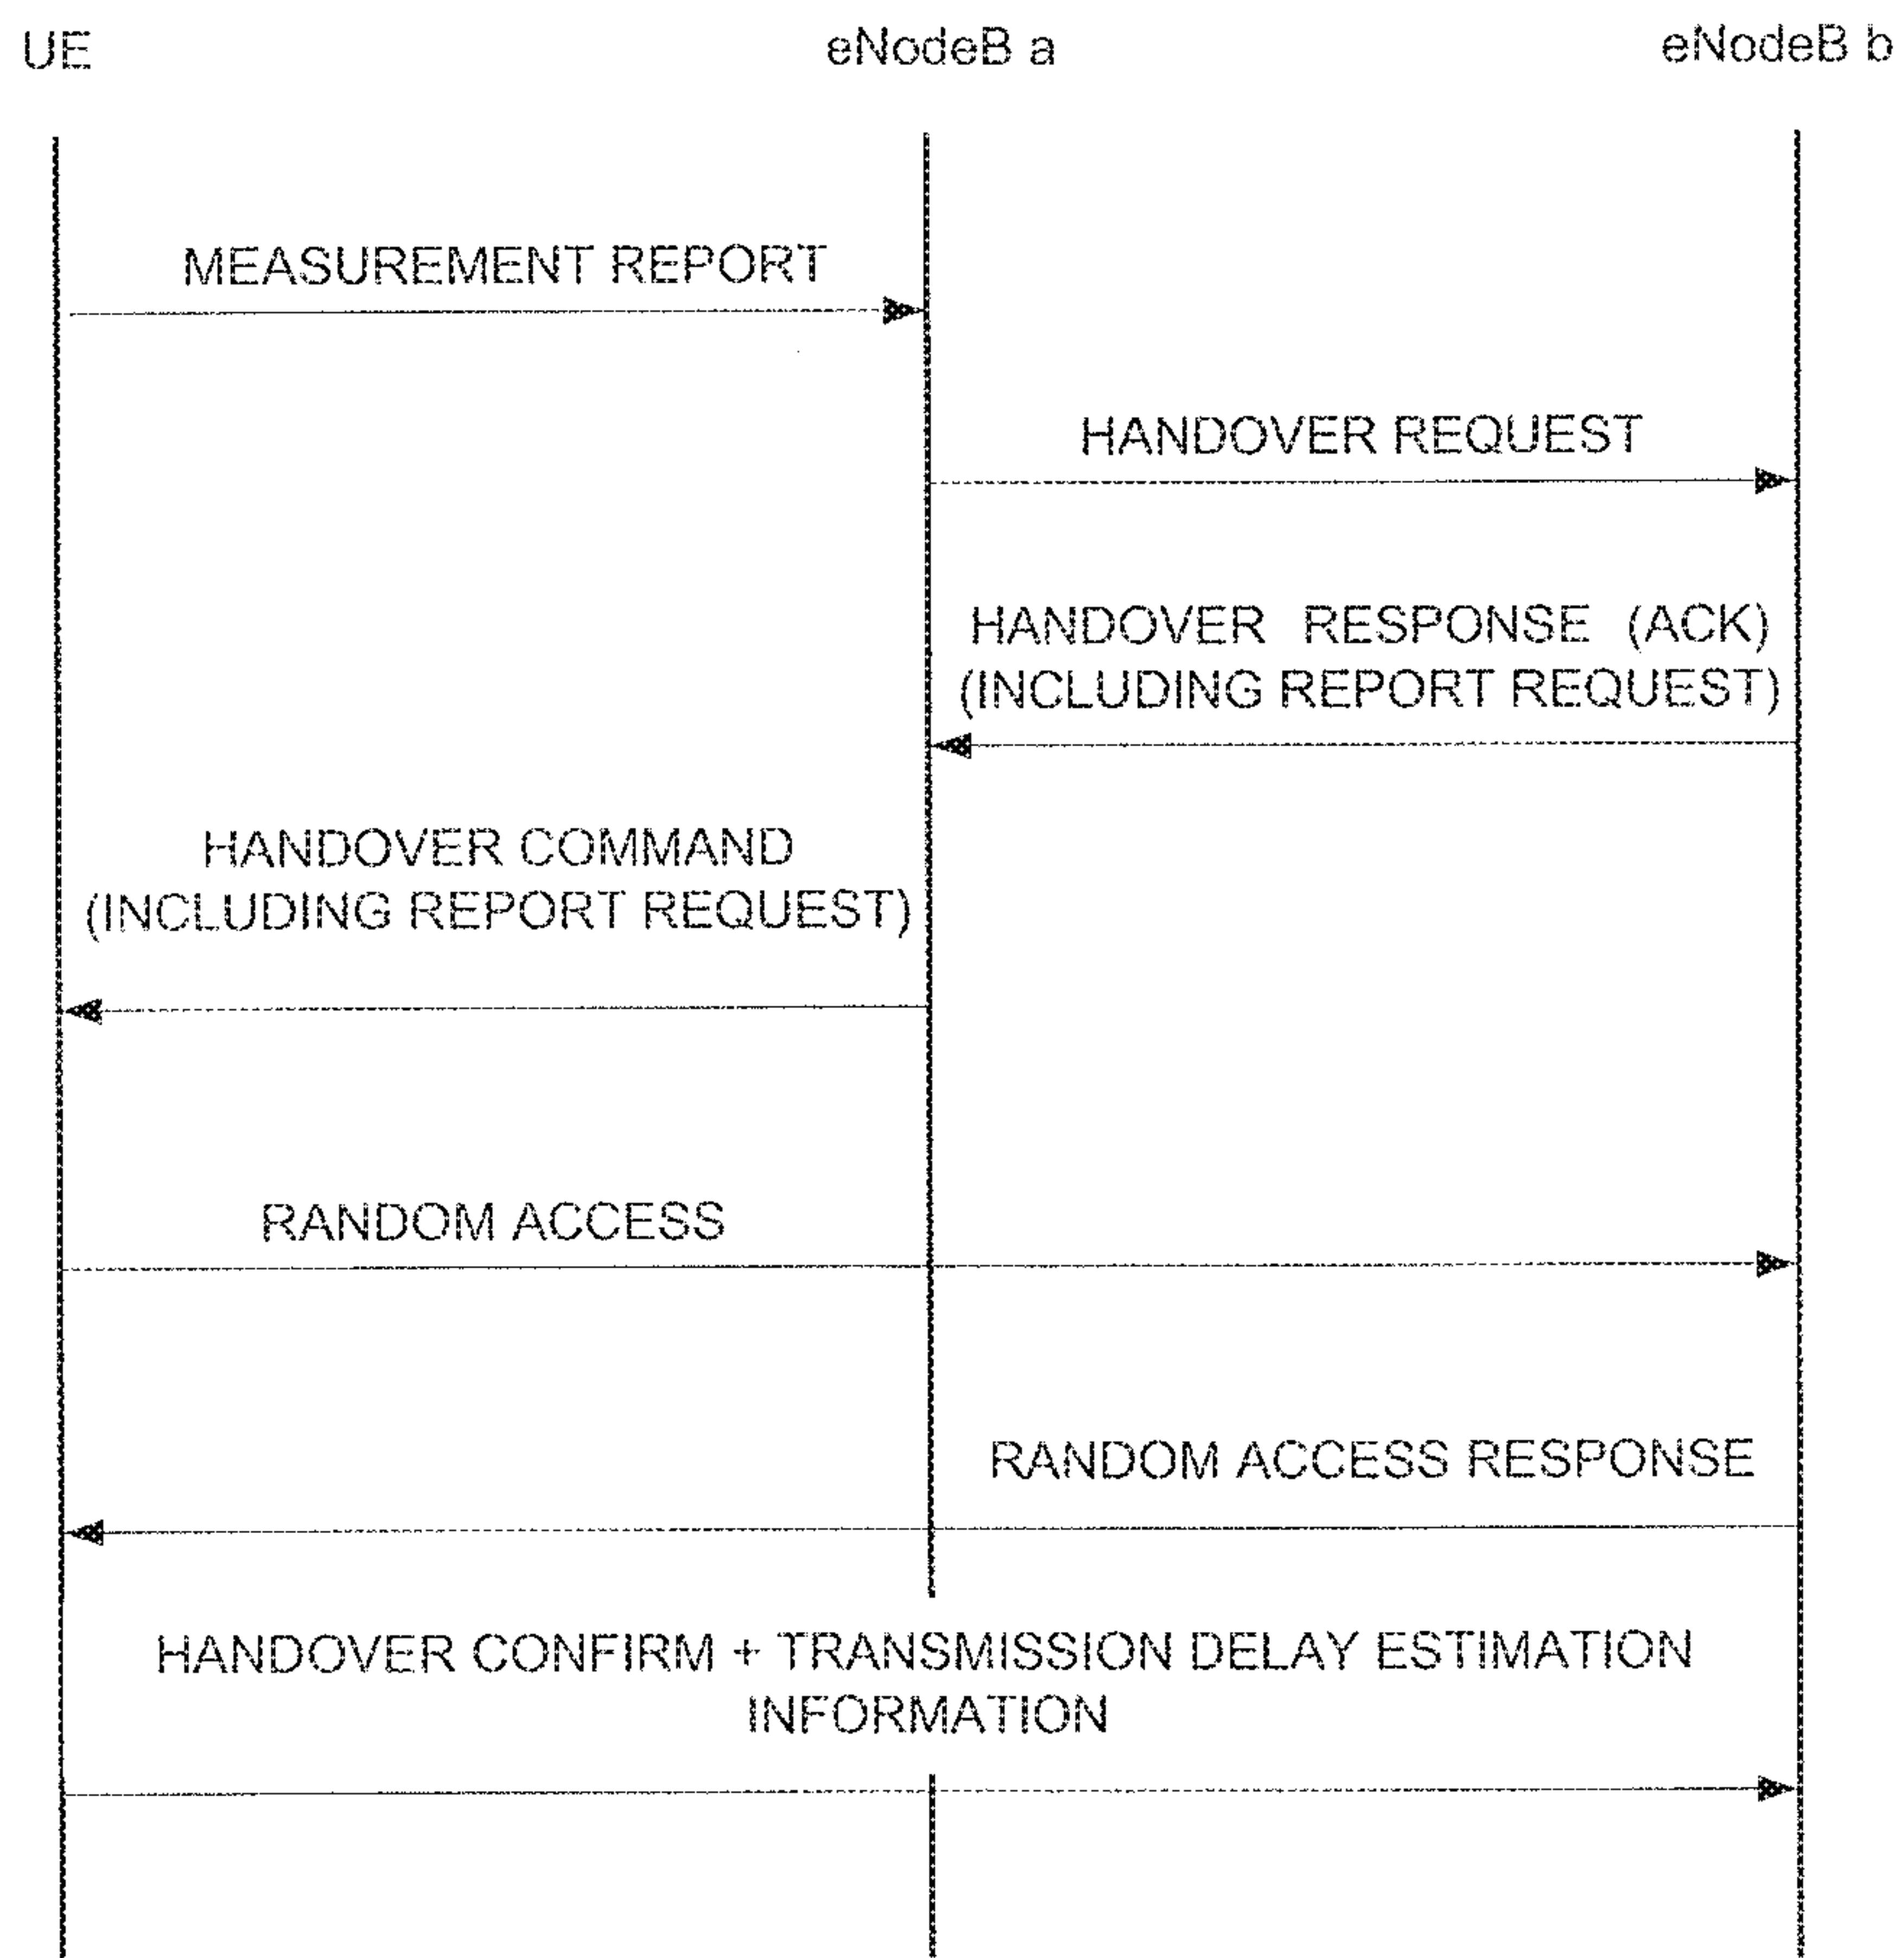 UE
eNodeB a
eNodeB b
MEASUREMENT REPORT
HANDOVER REQUEST
HANDOVER RESPONSE (ACK)
(INCLUDING REPORT REQUEST)
HANDOVER COMMAND
(INCLUDING REPORT REQUEST)
RANDOM ACCESS
RANDOM ACCESS RESPONSE
HANDOVER CONFIRM + TRANSMISSION DELAY ESTIMATION
INFORMATION